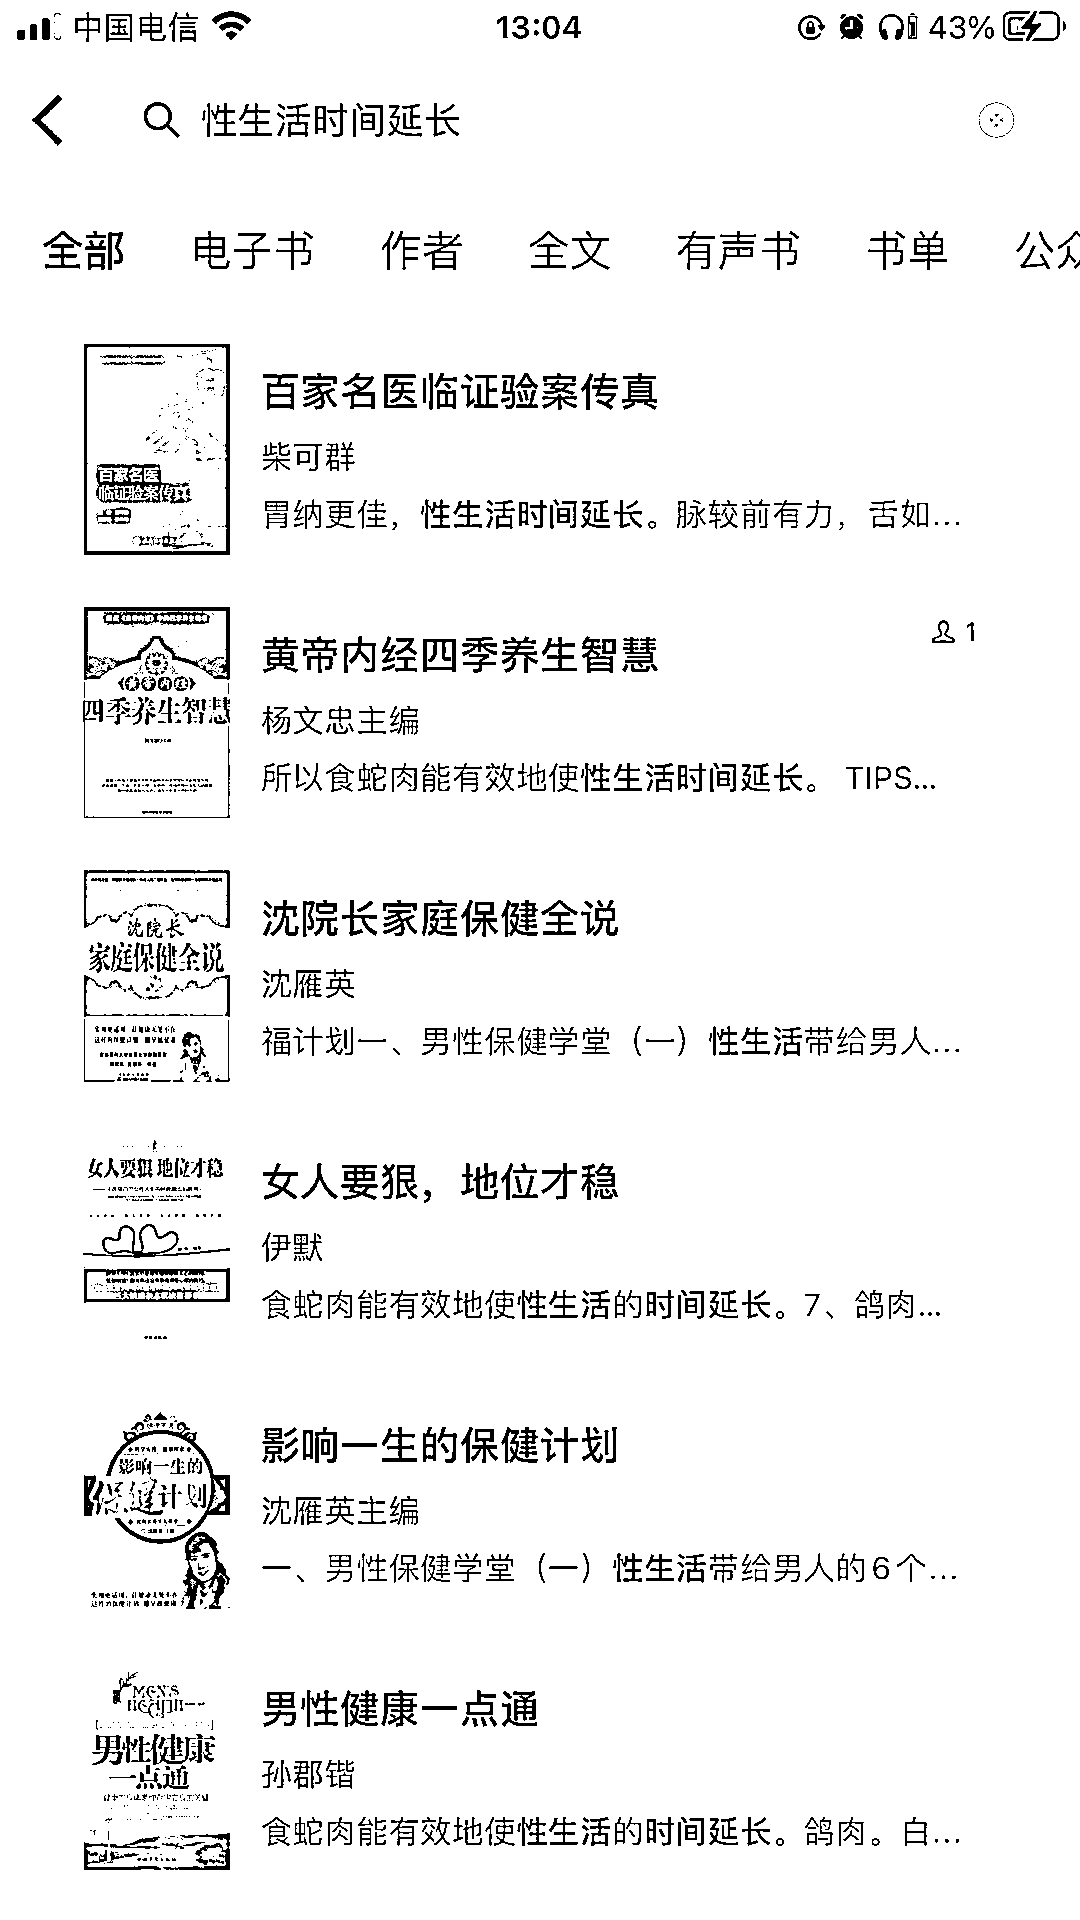 中国电信
13:04
43%
性生活时间延长
全部 电子书 作者 全文 有声书 书单 公众
百家名医
临证验案传真
百家名医临证验案传真
柴可群
胃纳更佳，性生活时间延长。脉较前有力，舌如...
黄帝内经
四季养生智慧
黄帝内经四季养生智慧
1
杨文忠主编
所以食蛇肉能有效地使性生活时间延长。 TIPS...
沈院长
家庭保健全说
沈院长家庭保健全说
沈雁英
福计划一、男性保健学堂（一）性生活带给男人...
女人要狠 地位才稳
女人要狠，地位才稳
伊默
食蛇肉能有效地使性生活的时间延长。7、鸽肉...
影响一生的
保健计划
影响一生的保健计划
沈雁英主编
一、男性保健学堂（一）性生活带给男人的6个...
MEN'S
HEALTH
男性健康
一点通
男性健康一点通
孙郡锴
食蛇肉能有效地使性生活的时间延长。鸽肉。白...